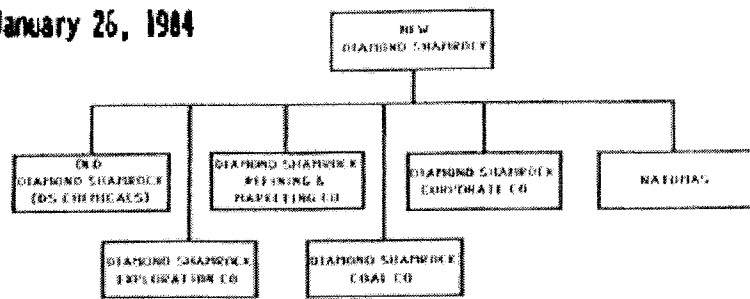 January 26, 1984
NEW
DIAMOND SHAMROCK
OLD
DIAMOND SHAMROCK
(DS CHEMICALS)
DIAMOND SHAMROCK
REFINING &
MARKETING CO
DIAMOND SHAMROCK
CORPORATE CO
NATOMAS
DIAMOND SHAMROCK
EXPLORATION CO
DIAMOND SHAMROCK
COAL CO